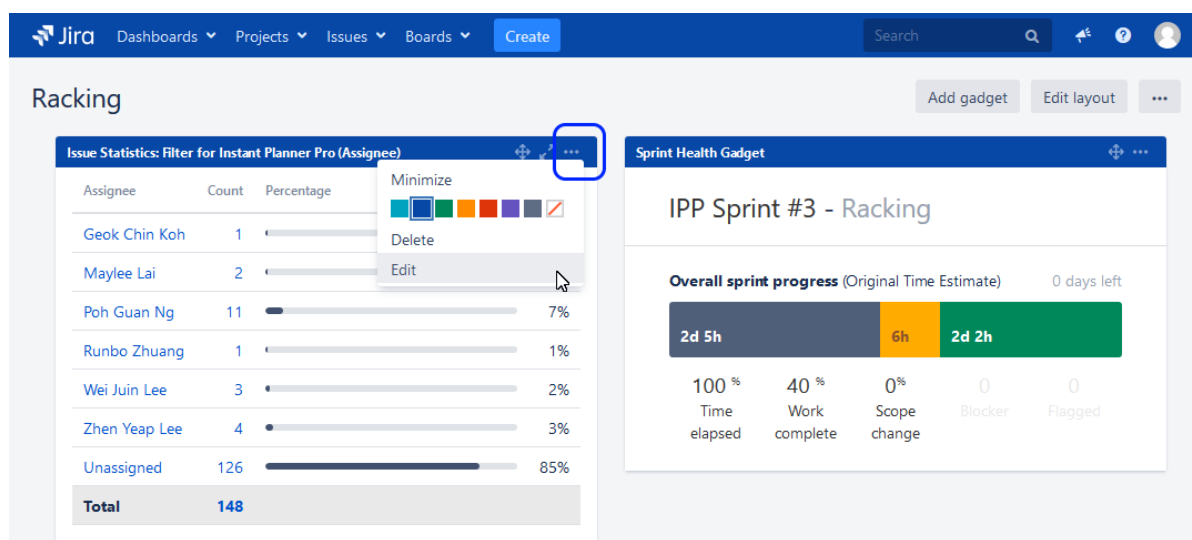 Jira Dashboards Projects Issues Boards Create Search
Racking
Add gadget Edit layout
Issue Statistics: Filter for Instant Planner Pro (Assignee)
Assignee Count Percentage
Geok Chin Koh 1
Maylee Lai 2
Poh Guan Ng 11 7%
Runbo Zhuang 1 1%
Wei Juin Lee 3 2%
Zhen Yeap Lee 4 3%
Unassigned 126 85%
Total 148
Minimize
Delete
Edit
Sprint Health Gadget
IPP Sprint #3 - Racking
Overall sprint progress (Original Time Estimate) 0 days left
2d 5h 6h 2d 2h
100 % 40 % 0% 0 0
Time Work Scope Blocker Flagged
elapsed complete change